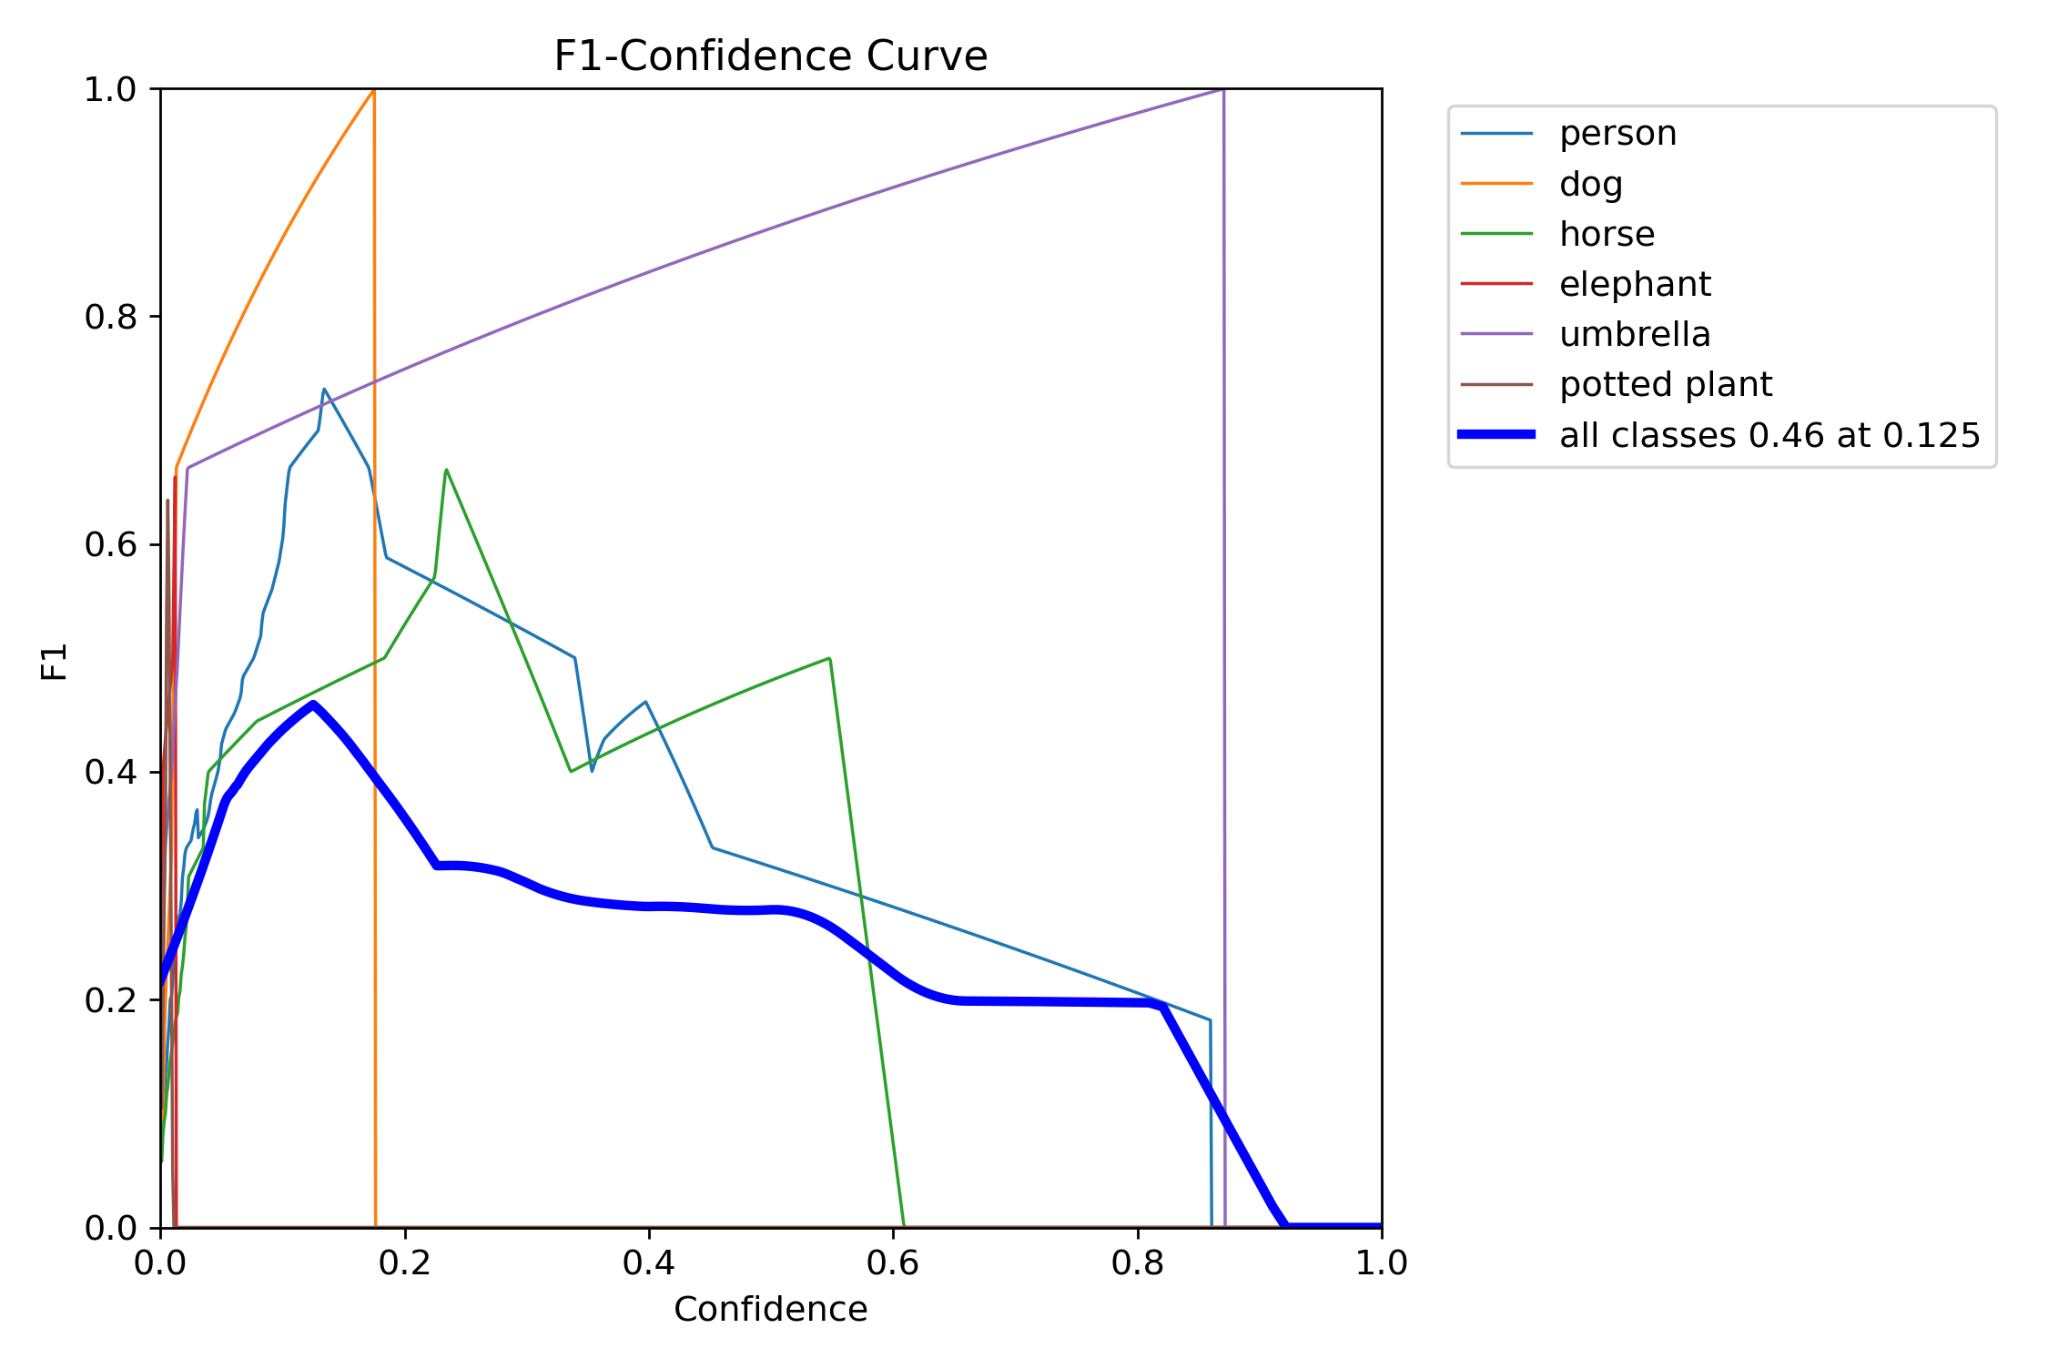 F1-Confidence Curve
1.0
0.8
0.6
0.4
0.2
0.0
F1
0.0 0.2 0.4 0.6 0.8 1.0
Confidence
person
dog
horse
elephant
umbrella
potted plant
all classes 0.46 at 0.125